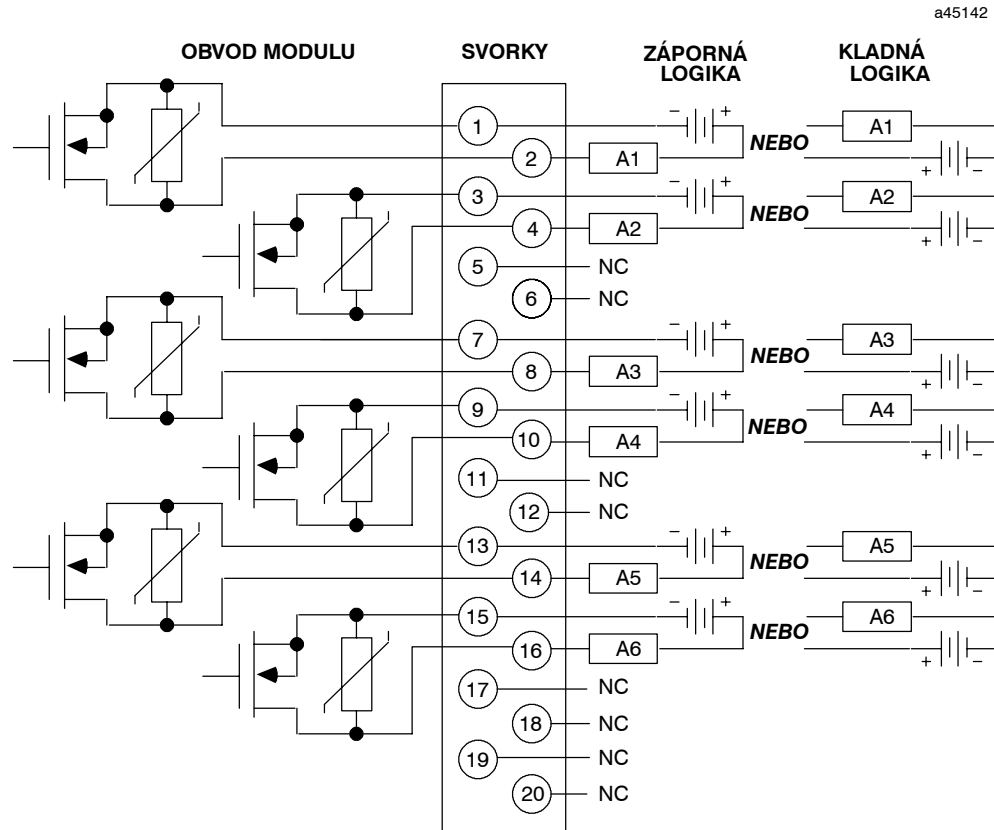 a45142
OBVOD MODULU SVORKY ZÁPORNÁ LOGIKA KLADNÁ LOGIKA
1 − + NEBO A1
2 A1 + −
3 − + NEBO A2
4 A2 + −
5 NC
6 NC
7 − + NEBO A3
8 A3 + −
9 − + NEBO A4
10 A4 + −
11 NC
12 NC
13 − + NEBO A5
14 A5 + −
15 − + NEBO A6
16 A6 + −
17 NC
18 NC
19 NC
20 NC